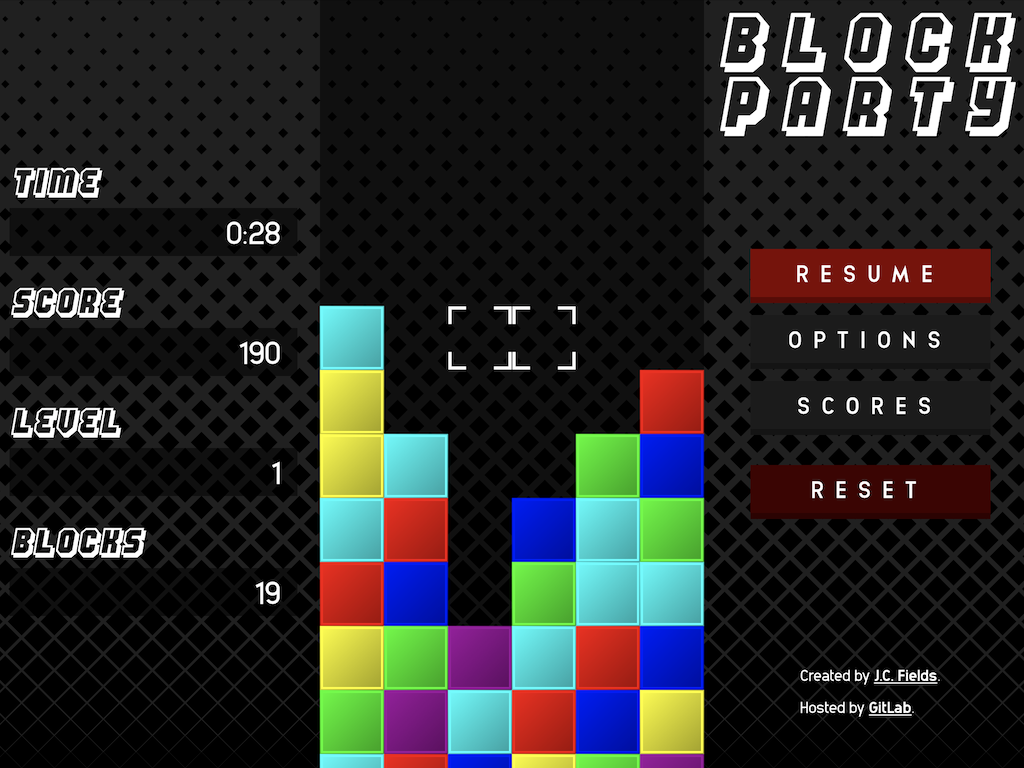 BLOCK
PARTY
TIME
0:28
SCORE
190
LEVEL
1
BLOCKS
19
RESUME
OPTIONS
SCORES
RESET
Created by J.C. Fields.
Hosted by GitLab.